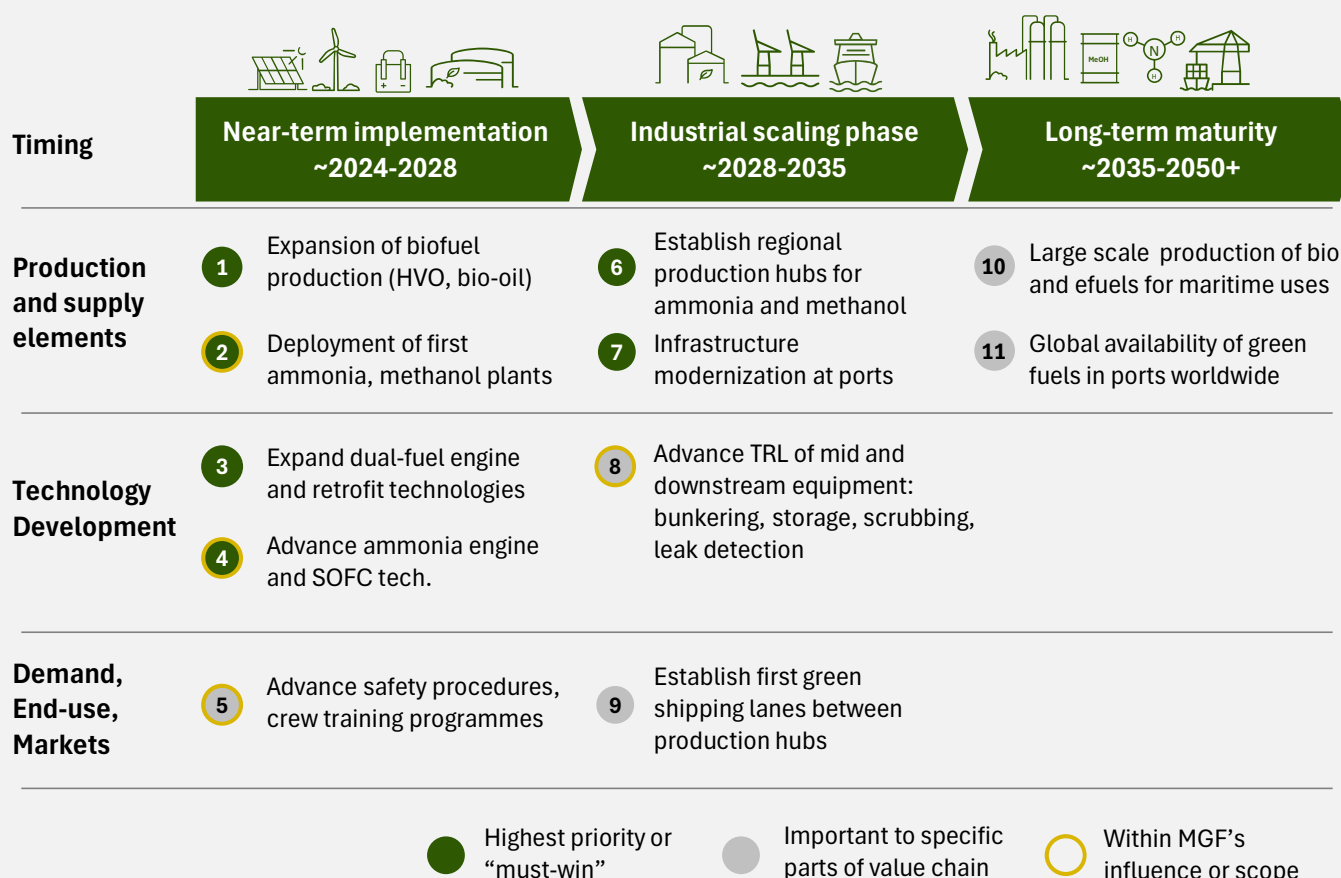 MeOH
H
N
H
H
Timing
Near-term implementation
~2024-2028
Industrial scaling phase
~2028-2035
Long-term maturity
~2035-2050+
Production
and supply
elements
1
Expansion of biofuel
production (HVO, bio-oil)
2
Deployment of first
ammonia, methanol plants
6
Establish regional
production hubs for
ammonia and methanol
7
Infrastructure
modernization at ports
10
Large scale production of bio
and efuels for maritime uses
11
Global availability of green
fuels in ports worldwide
Technology
Development
3
Expand dual-fuel engine
and retrofit technologies
4
Advance ammonia engine
and SOFC tech.
8
Advance TRL of mid and
downstream equipment:
bunkering, storage, scrubbing,
leak detection
Demand,
End-use,
Markets
5
Advance safety procedures,
crew training programmes
9
Establish first green
shipping lanes between
production hubs
Highest priority or
“must-win”
Important to specific
parts of value chain
Within MGF’s
influence or scope